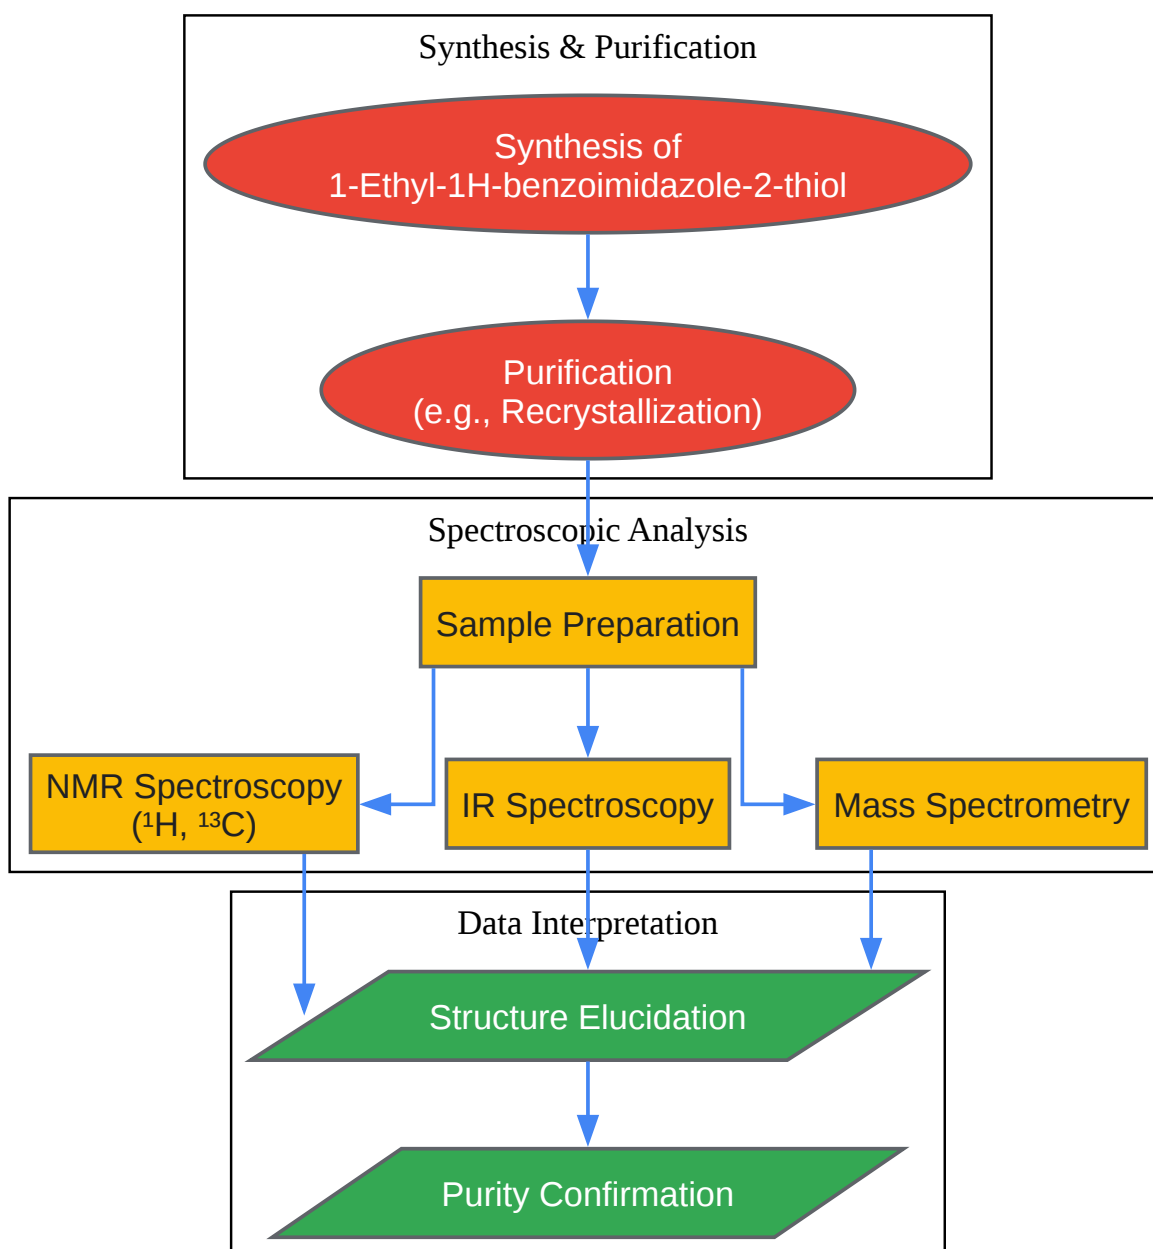 Synthesis & Purification
Synthesis of
1-Ethyl-1H-benzoimidazole-2-thiol
Purification
(e.g., Recrystallization)
Spectroscopic Analysis
Sample Preparation
NMR Spectroscopy
(¹H, ¹³C)
IR Spectroscopy
Mass Spectrometry
Data Interpretation
Structure Elucidation
Purity Confirmation